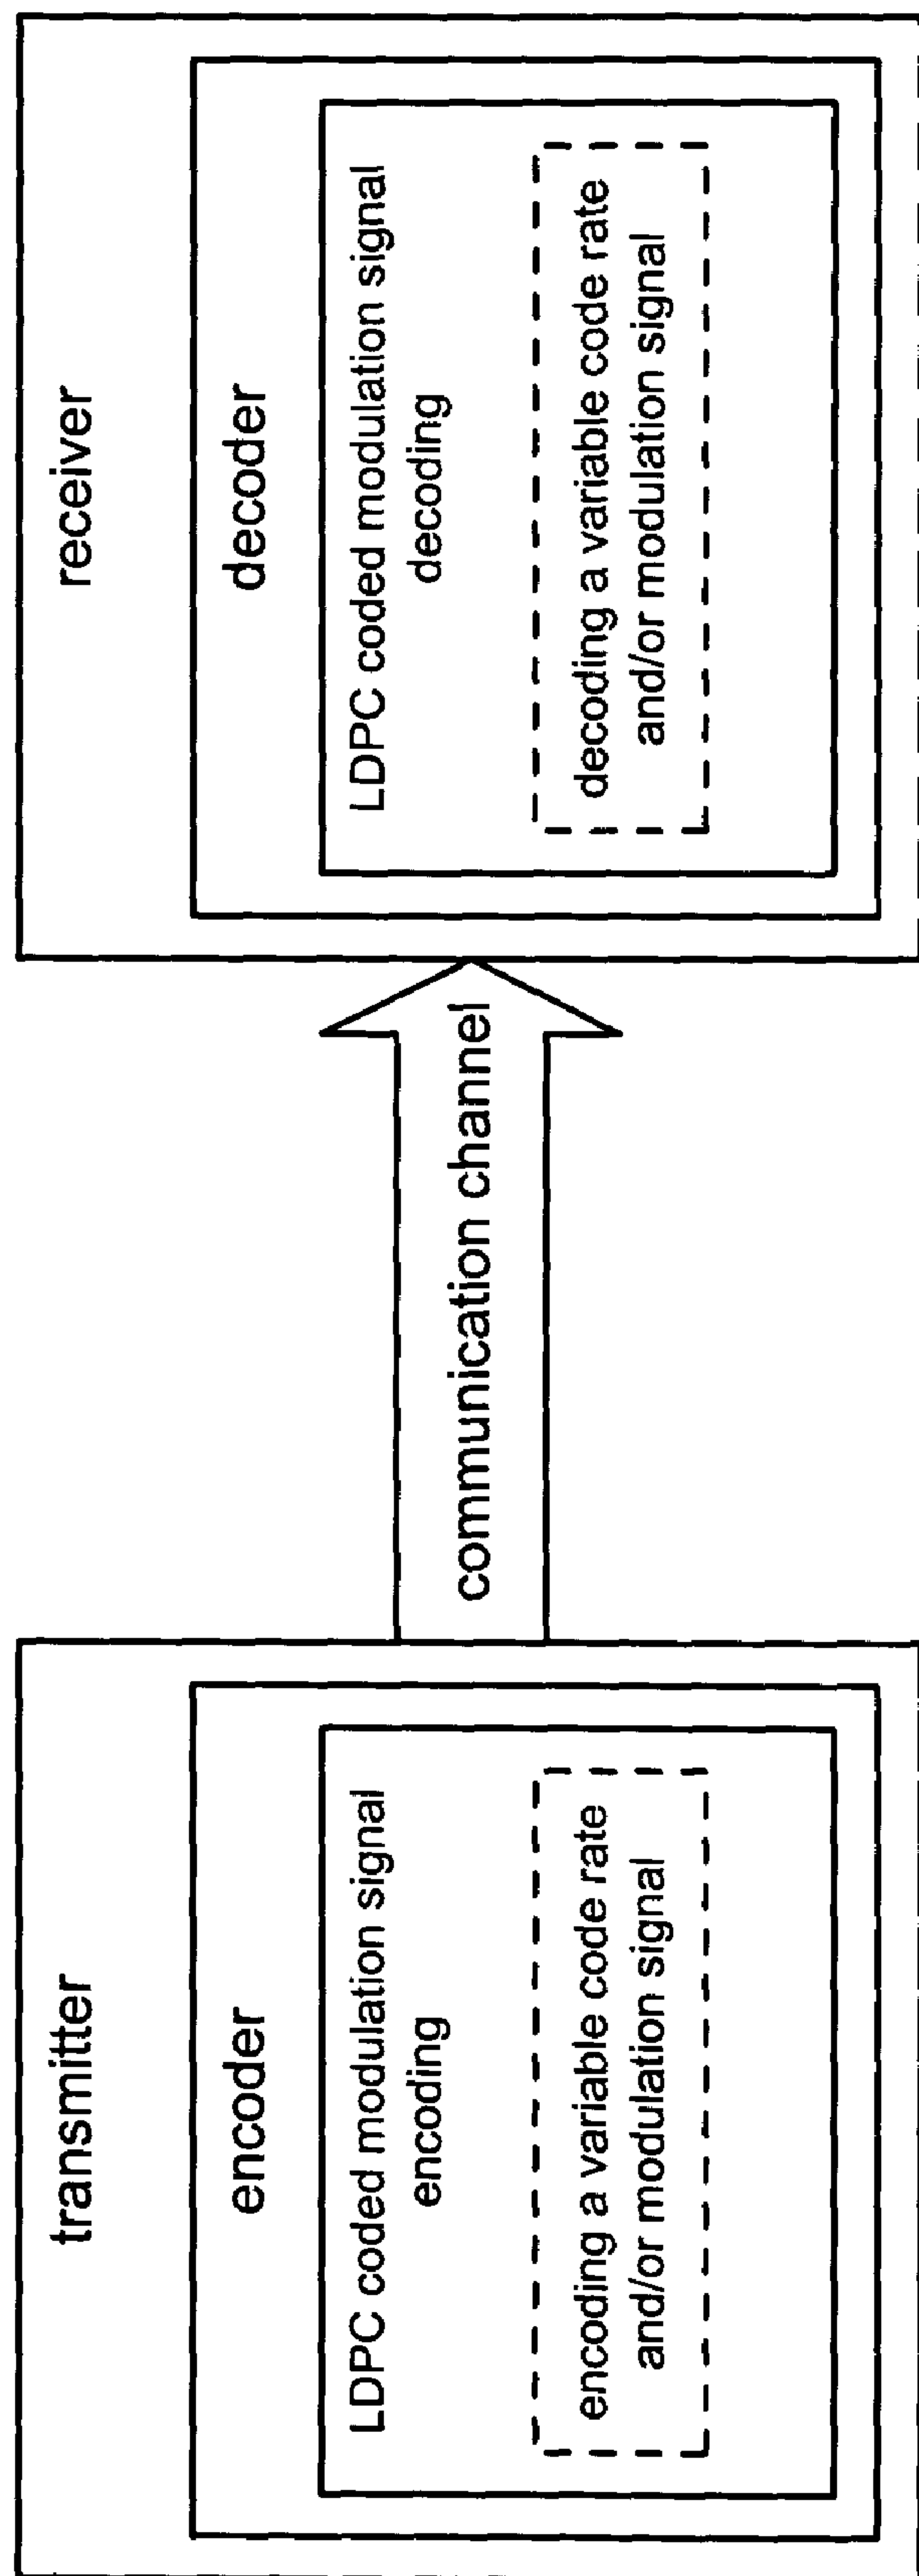 transmitter
encoder
LDPC coded modulation signal
encoding
encoding a variable code rate
and/or modulation signal
communication channel
receiver
decoder
LDPC coded modulation signal
decoding
decoding a variable code rate
and/or modulation signal